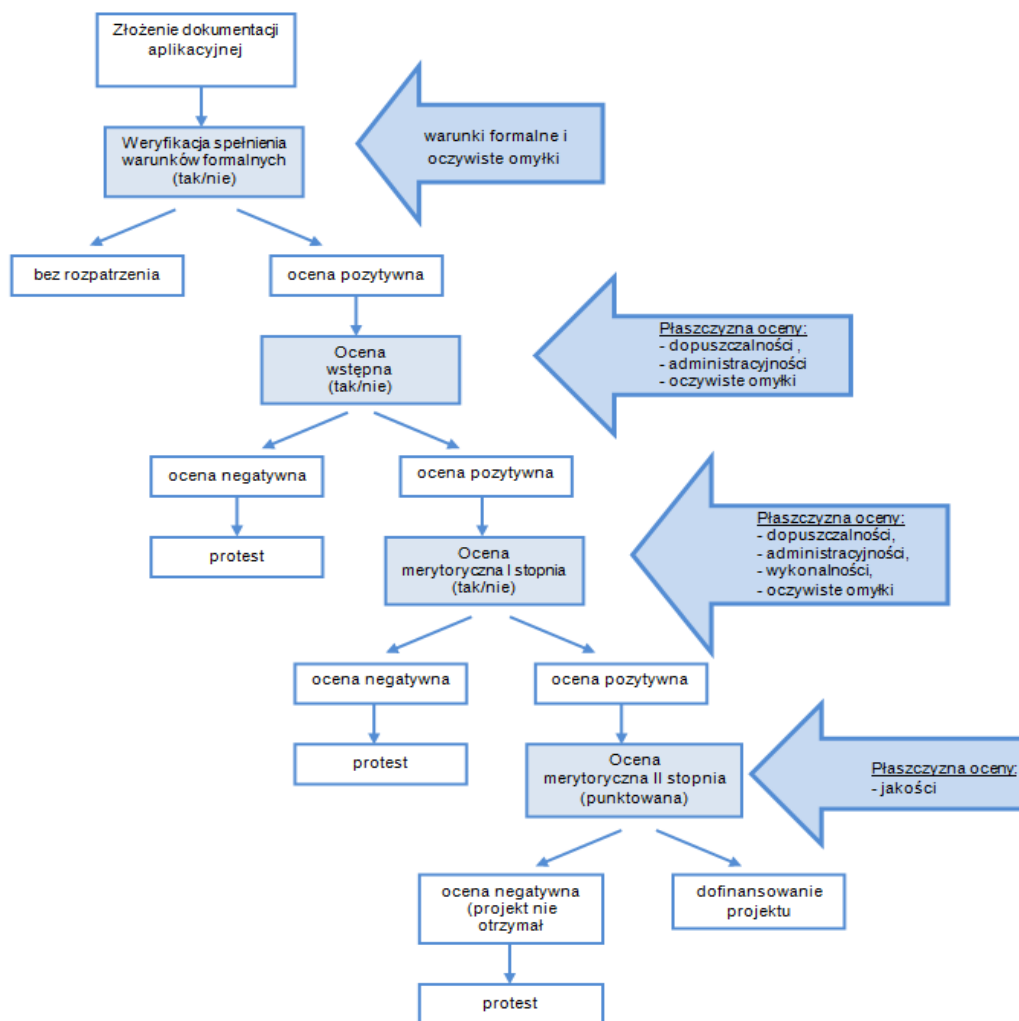 Złożenie dokumentacji
aplikacyjnej
Weryfikacja spełnienia
warunków formalnych
(tak/nie)
warunki formalne i
oczywiste omyłki
bez rozpatrzenia
ocena pozytywna
Ocena
wstępna
(tak/nie)
Płaszczyzna oceny:
- dopuszczalności ,
- administracyjności
- oczywiste omyłki
ocena negatywna
ocena pozytywna
protest
Ocena
merytoryczna I stopnia
(tak/nie)
Płaszczyzna oceny:
- dopuszczalności,
- administracyjności,
- wykonalności,
- oczywiste omyłki
ocena negatywna
ocena pozytywna
protest
Ocena
merytoryczna II stopnia
(punktowana)
Płaszczyzna oceny:
- jakości
ocena negatywna
(projekt nie
otrzymał
dofinansowanie
projektu
protest